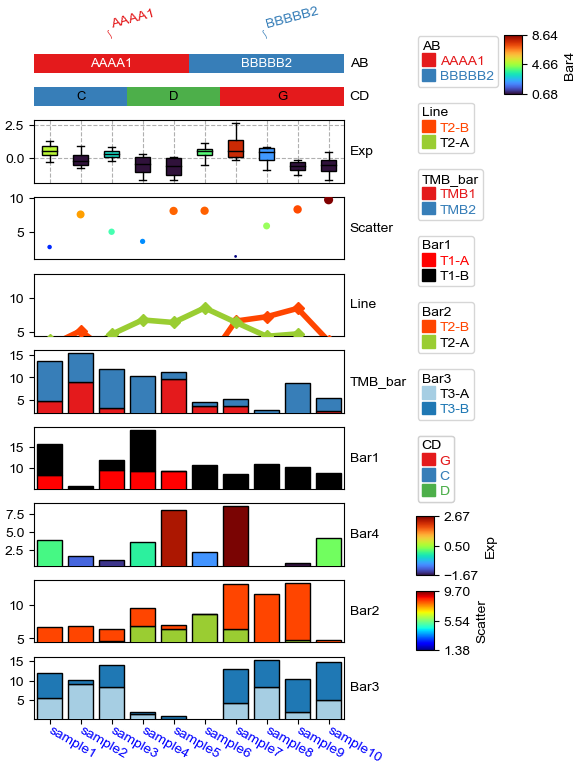 AAAA1
BBBBB2
AAAA1
BBBBB2
AB
C
D
G
CD
2.5
0.0
Exp
10
5
Scatter
10
5
Line
15
10
5
TMB_bar
15
10
Bar1
7.5
5.0
2.5
Bar4
10
5
Bar2
15
10
5
Bar3
sample1
sample2
sample3
sample4
sample5
sample6
sample7
sample8
sample9
sample10
AB
AAAA1
BBBBB2
Line
T2-B
T2-A
TMB_bar
TMB1
TMB2
Bar1
T1-A
T1-B
Bar2
T2-B
T2-A
Bar3
T3-A
T3-B
CD
G
C
D
2.67
0.50
−1.67
Exp
9.70
5.54
1.38
Scatter
8.64
4.66
0.68
Bar4